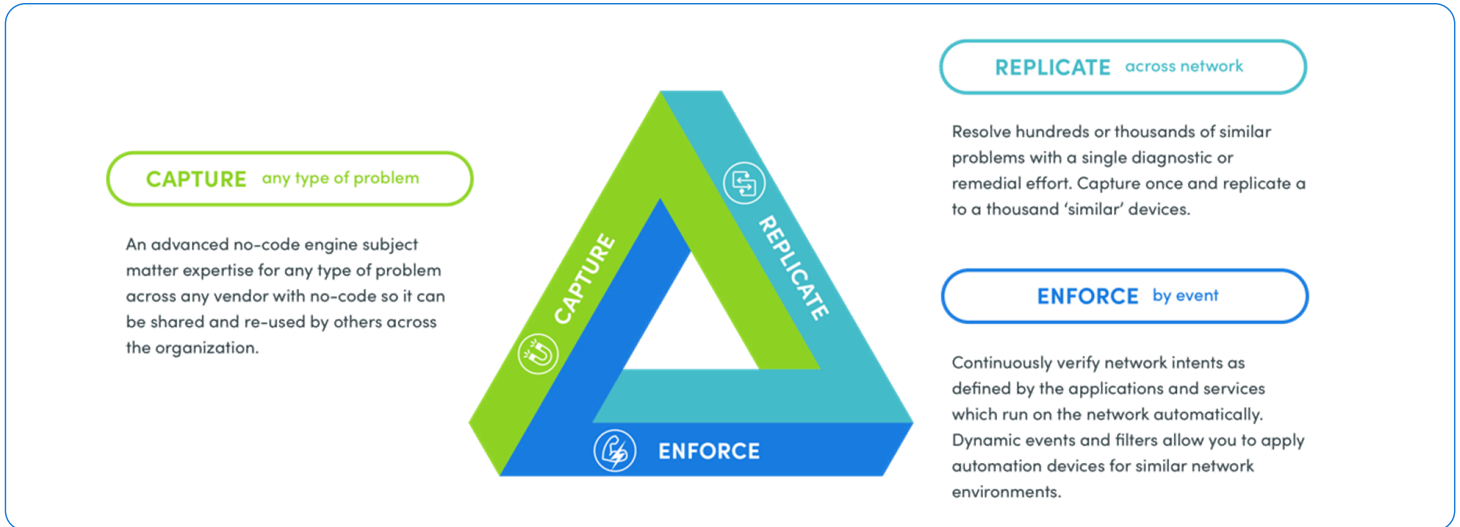 CAPTURE any type of problem
An advanced no-code engine subject
matter expertise for any type of problem
across any vendor with no-code so it can
be shared and re-used by others across
the organization.
CAPTURE
REPLICATE
ENFORCE
REPLICATE across network
Resolve hundreds or thousands of similar
problems with a single diagnostic or
remedial effort. Capture once and replicate a
to a thousand ‘similar’ devices.
ENFORCE by event
Continuously verify network intents as
defined by the applications and services
which run on the network automatically.
Dynamic events and filters allow you to apply
automation devices for similar network
environments.